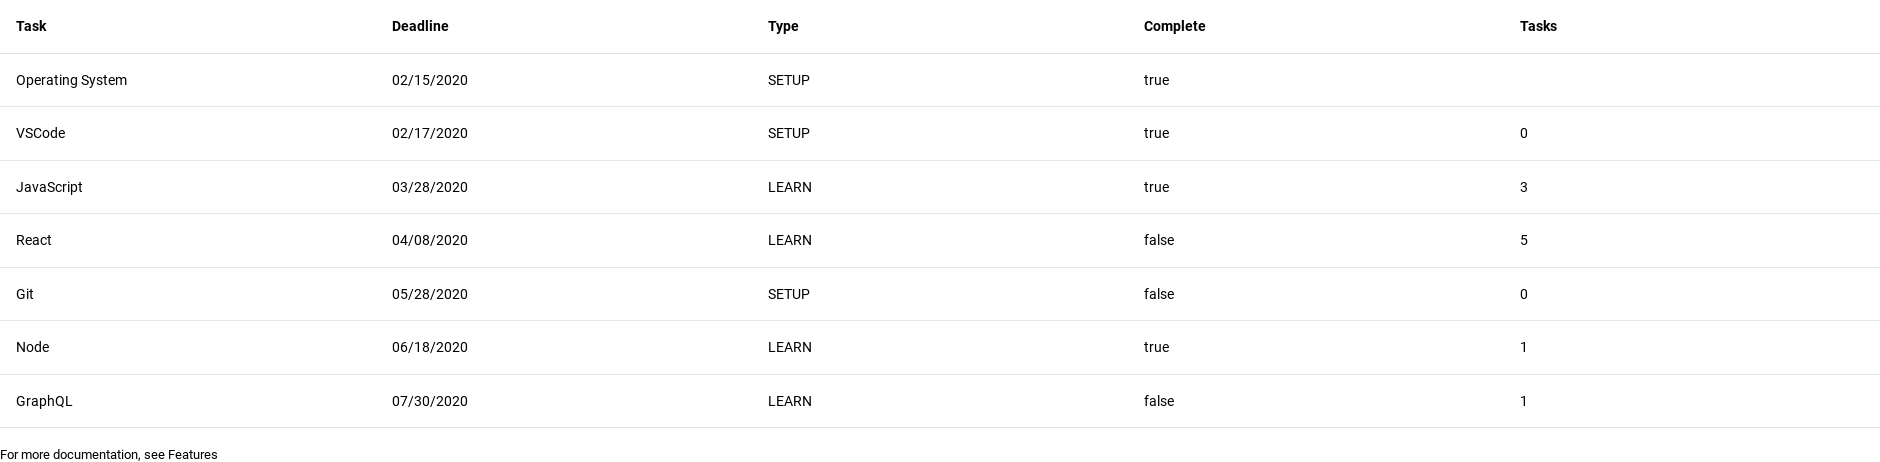 Task Deadline Type Complete Tasks
Operating System 02/15/2020 SETUP true
VSCode 02/17/2020 SETUP true 0
JavaScript 03/28/2020 LEARN true 3
React 04/08/2020 LEARN false 5
Git 05/28/2020 SETUP false 0
Node 06/18/2020 LEARN true 1
GraphQL 07/30/2020 LEARN false 1
For more documentation, see Features